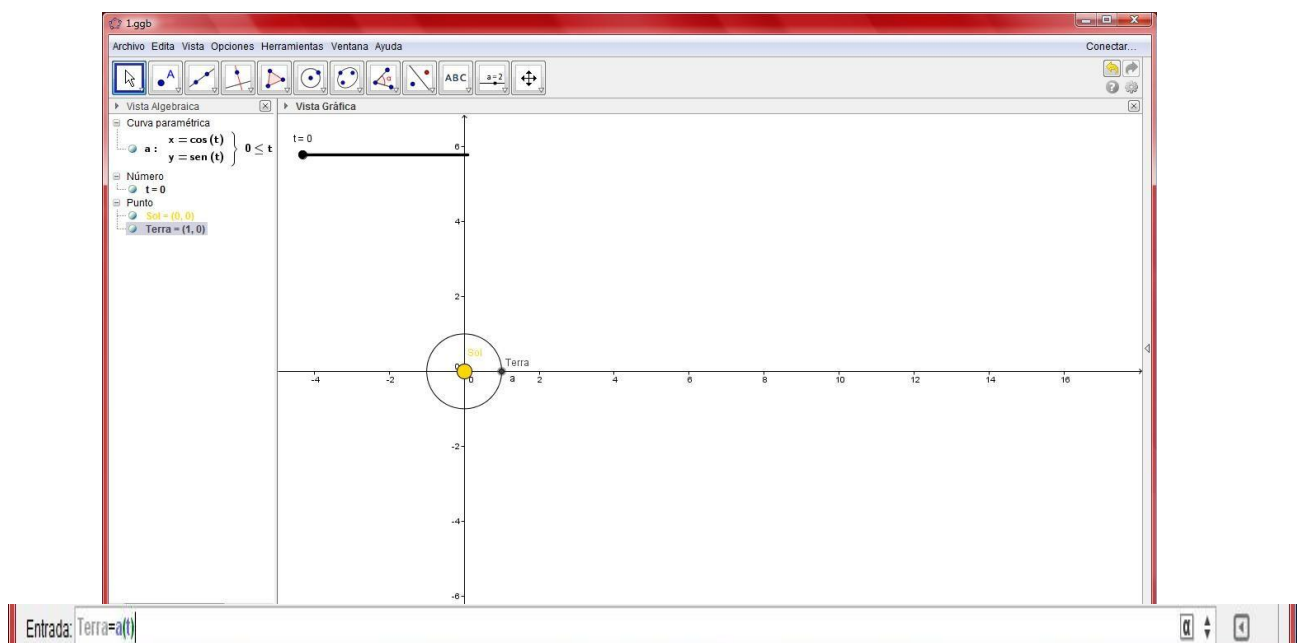 1.ggb
Archivo Edita Vista Opciones Herramientas Ventana Ayuda Conectar...
A ABC a=2
Vista Algebraica Vista Gráfica
Curva paramétrica
a : x = cos (t) y = sen (t) } 0 ≤ t
Número
t = 0
Punto
Sol = (0, 0)
Terra = (1, 0)
t = 0
6
4
2
0
Sol
Terra
a
-4 -2 0 2 4 6 8 10 12 14 16
-2
-4
-6
Entrada: Terra=a(t) α